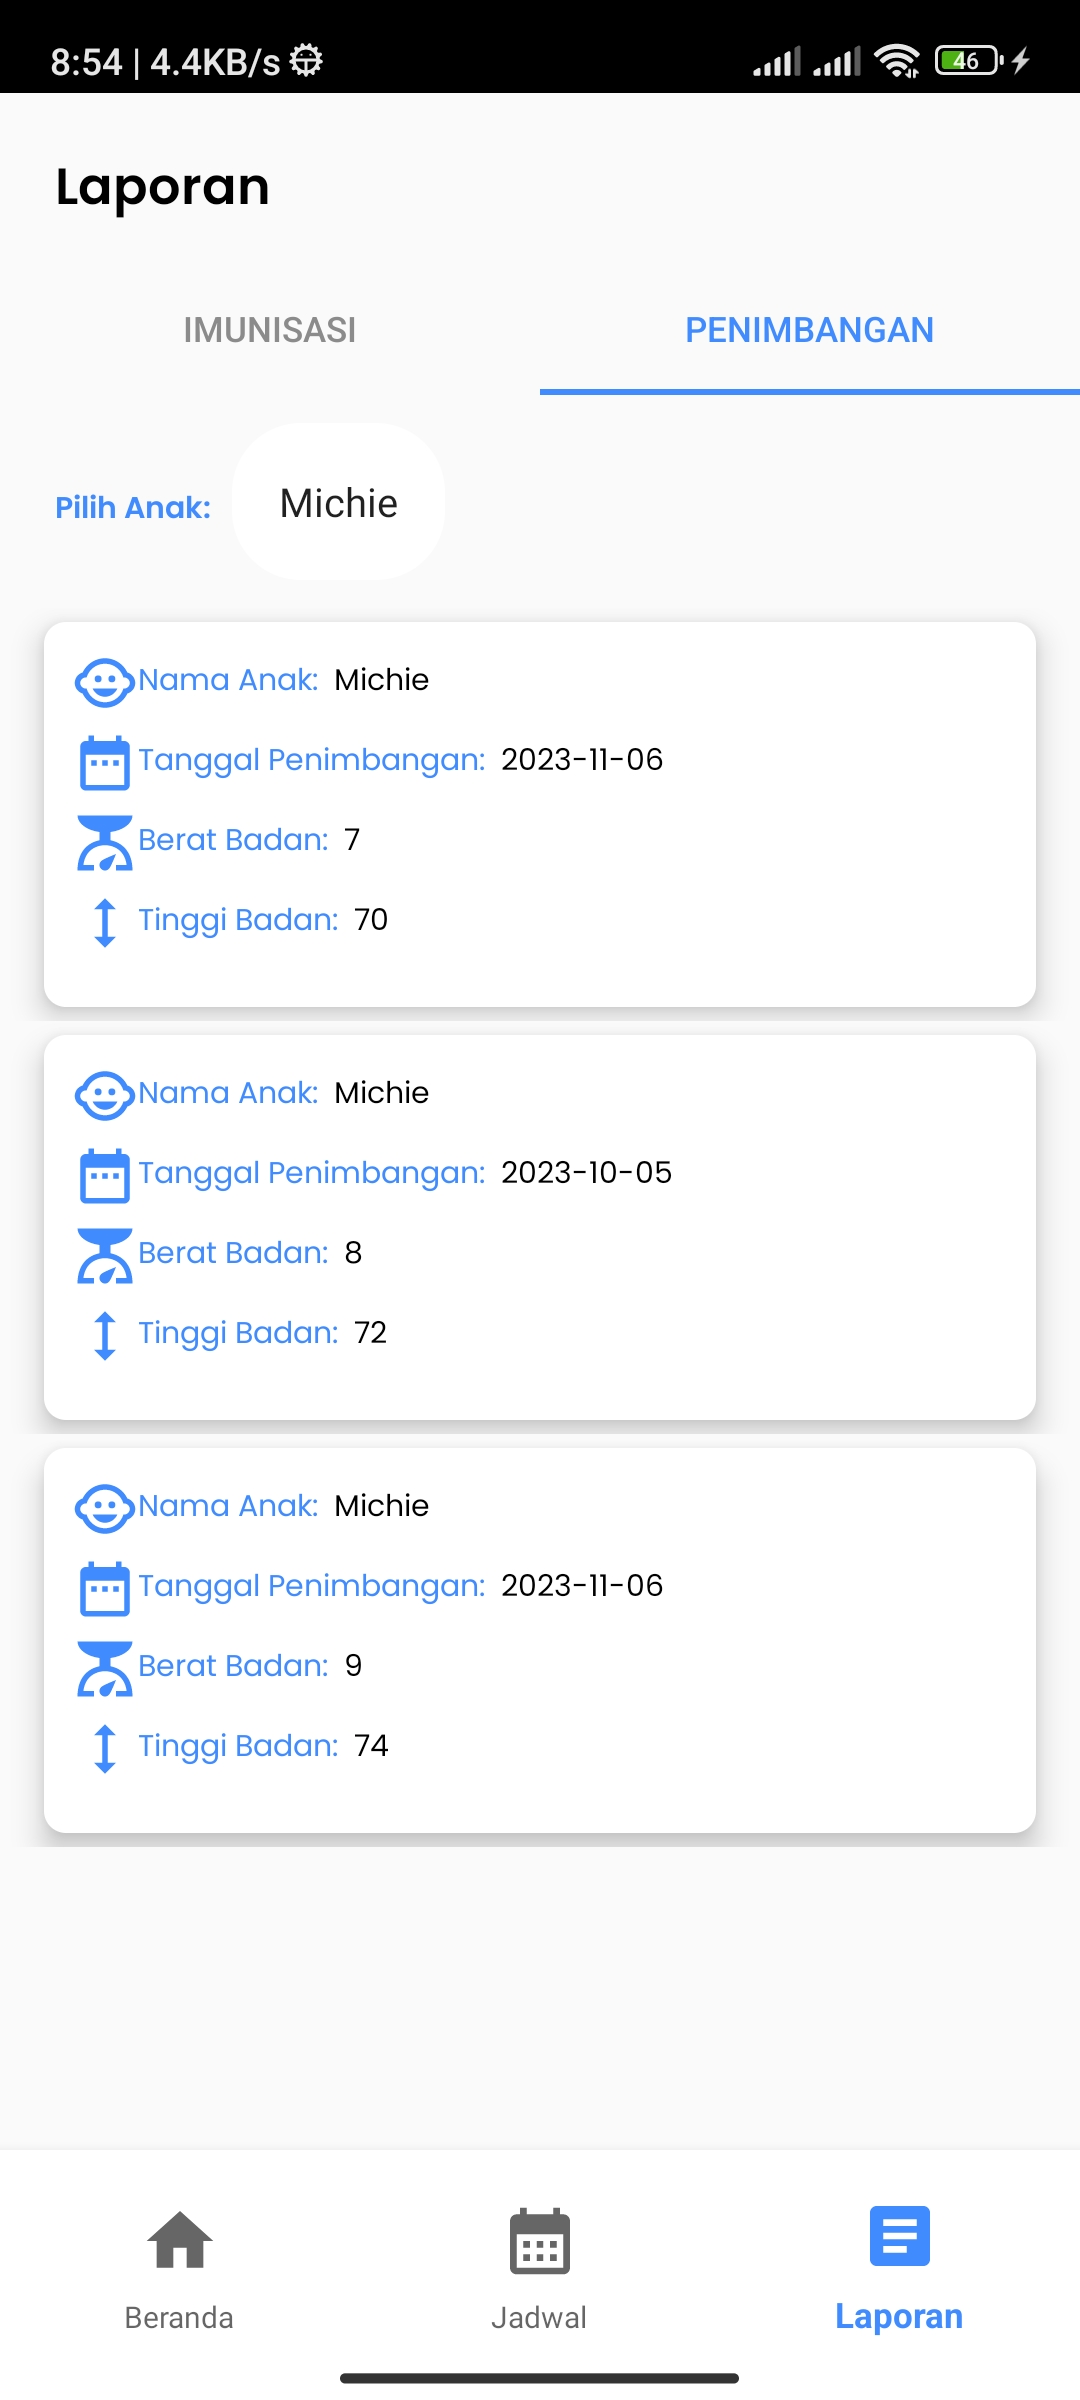 8:54 | 4.4KB/s
46
Laporan
IMUNISASI
PENIMBANGAN
Pilih Anak: Michie
Nama Anak: Michie
Tanggal Penimbangan: 2023-11-06
Berat Badan: 7
Tinggi Badan: 70
Nama Anak: Michie
Tanggal Penimbangan: 2023-10-05
Berat Badan: 8
Tinggi Badan: 72
Nama Anak: Michie
Tanggal Penimbangan: 2023-11-06
Berat Badan: 9
Tinggi Badan: 74
Beranda
Jadwal
Laporan